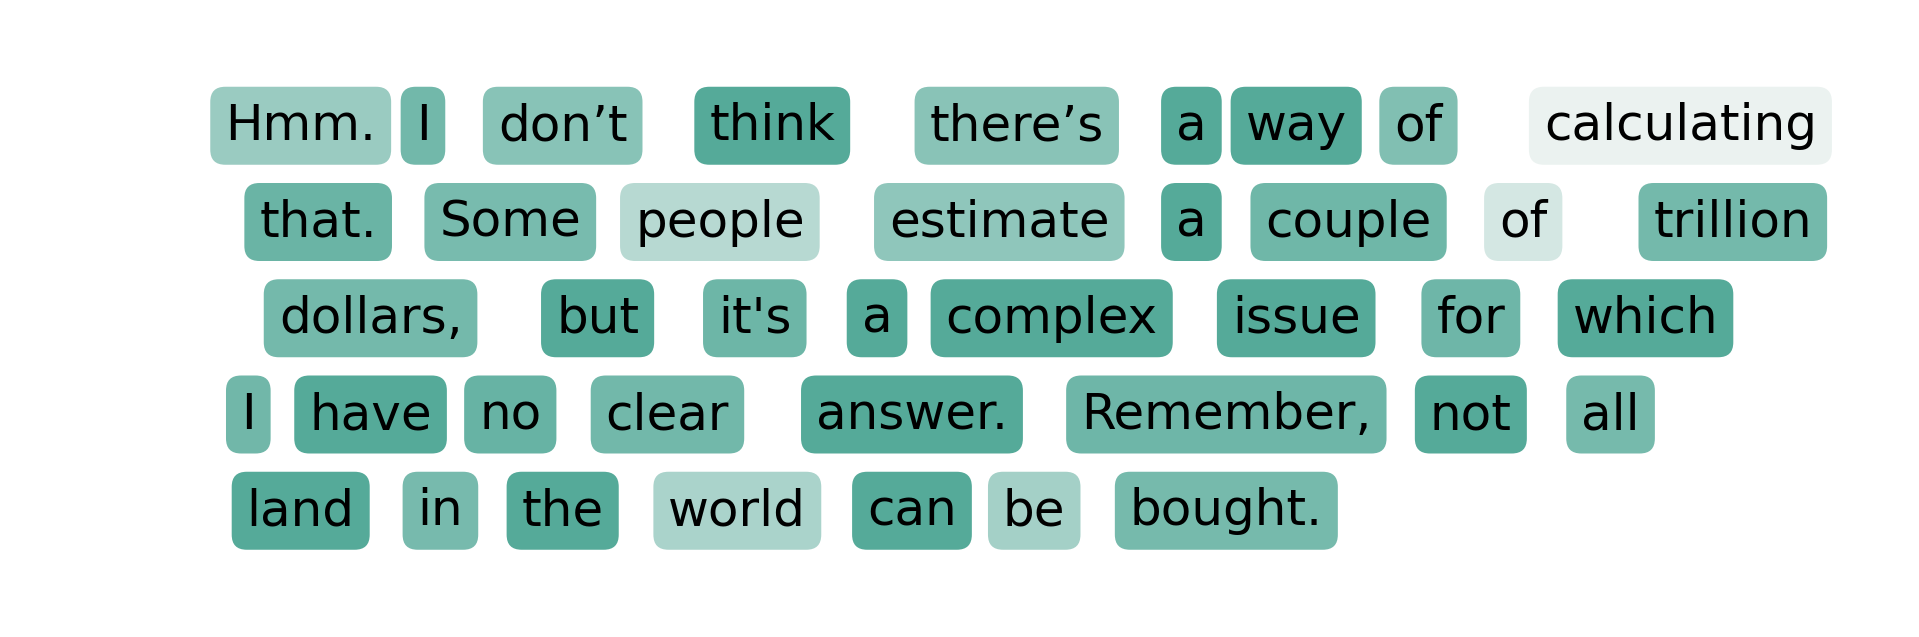 Hmm. I don’t think there’s a way of calculating
that. Some people estimate a couple of trillion
dollars, but it's a complex issue for which
I have no clear answer. Remember, not all
land in the world can be bought.